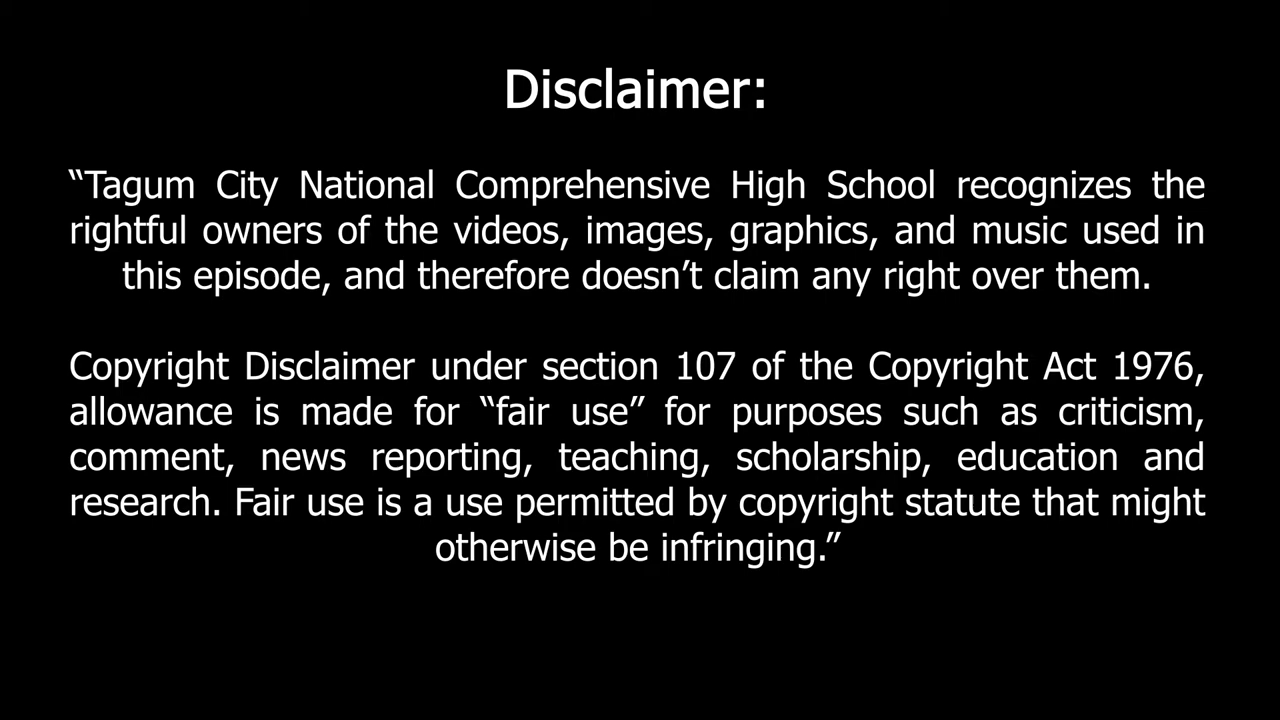 Disclaimer:
“Tagum City National Comprehensive High School recognizes the
rightful owners of the videos, images, graphics, and music used in
this episode, and therefore doesn’t claim any right over them.
Copyright Disclaimer under section 107 of the Copyright Act 1976,
allowance is made for “fair use” for purposes such as criticism,
comment, news reporting, teaching, scholarship, education and
research. Fair use is a use permitted by copyright statute that might
otherwise be infringing.”